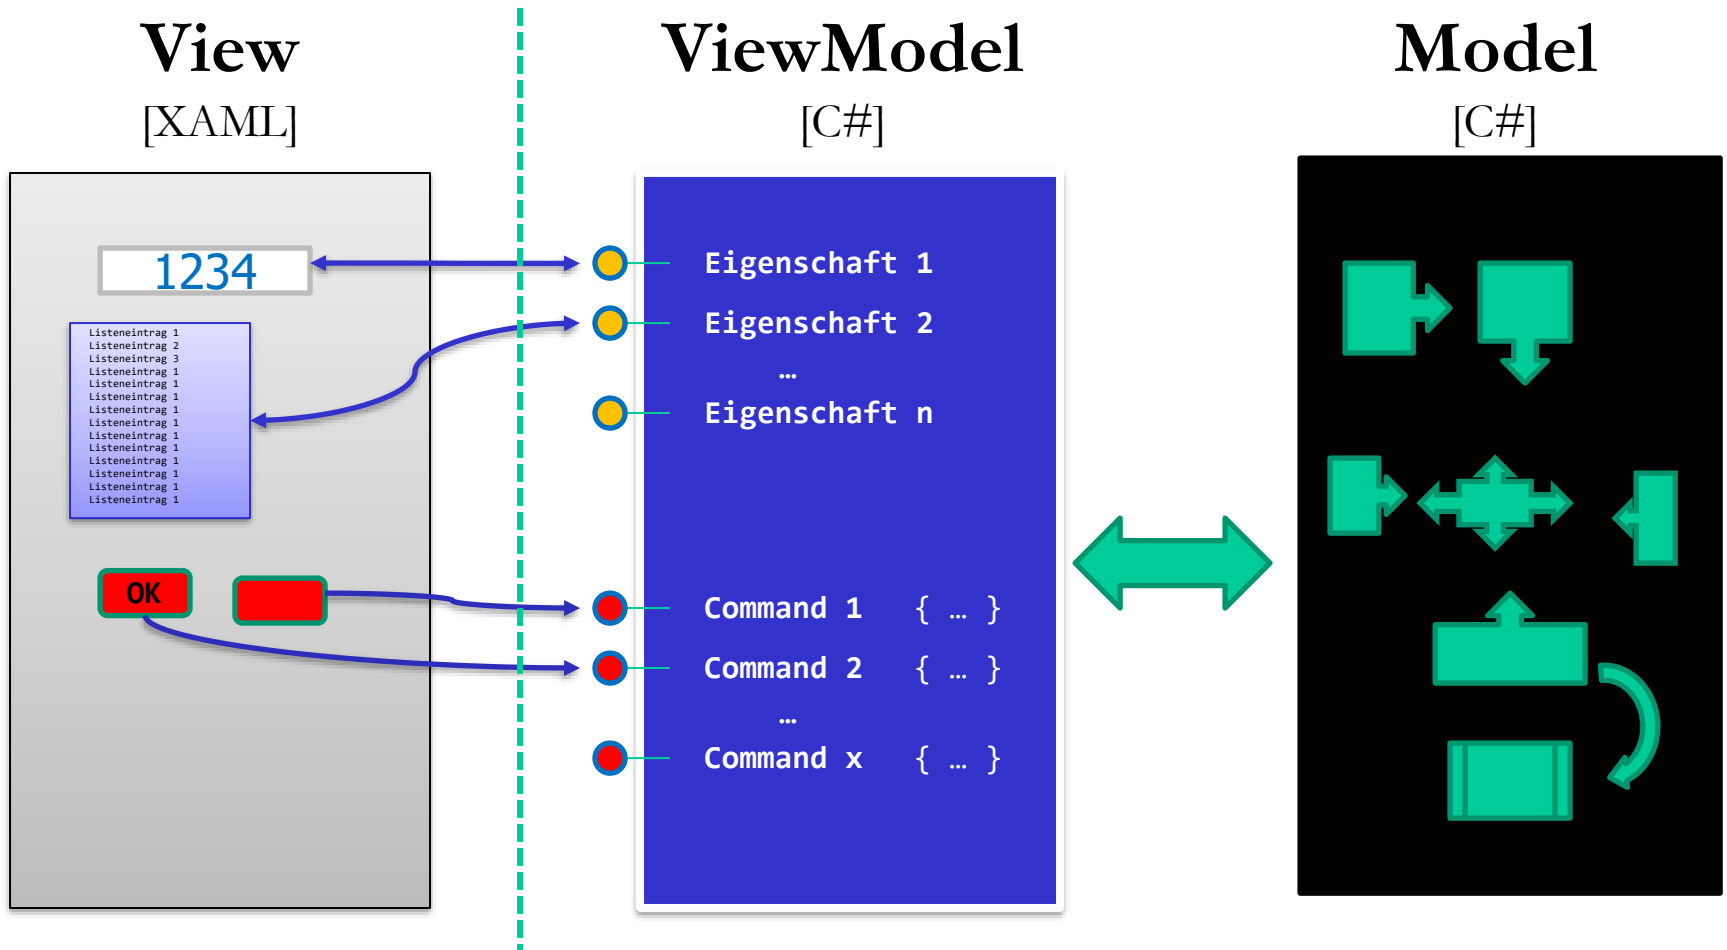 View
[XAML]
1234
Listeneintrag 1
Listeneintrag 2
Listeneintrag 3
Listeneintrag 1
Listeneintrag 1
Listeneintrag 1
Listeneintrag 1
Listeneintrag 1
Listeneintrag 1
Listeneintrag 1
Listeneintrag 1
Listeneintrag 1
Listeneintrag 1
Listeneintrag 1
OK
ViewModel
[C#]
Eigenschaft 1
Eigenschaft 2
…
Eigenschaft n
Command 1 { … }
Command 2 { … }
…
Command x { … }
Model
[C#]